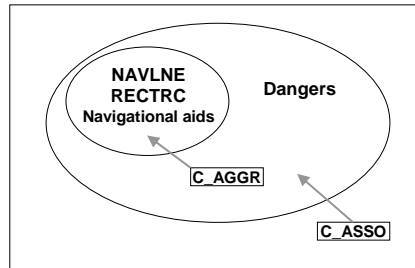 NAVLNE
RECTRC
Navigational aids
Dangers
C_AGGR
C_ASSO